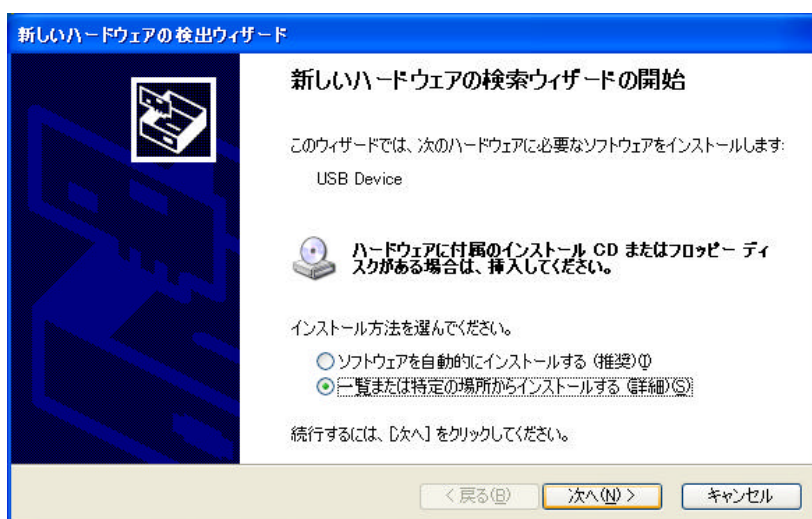 新しいハードウェアの検出ウィザード
新しいハードウェアの検索ウィザードの開始
このウィザードでは、次のハードウェアに必要なソフトウェアをインストールします:
USB Device
ハードウェアに付属のインストール CD またはフロッピー ディ
スクがある場合は、挿入してください。
インストール方法を選んでください。
ソフトウェアを自動的にインストールする (推奨)(I)
一覧または特定の場所からインストールする (詳細)(S)
続行するには、[次へ] をクリックしてください。
< 戻る(B)
次へ(N) >
キャンセル